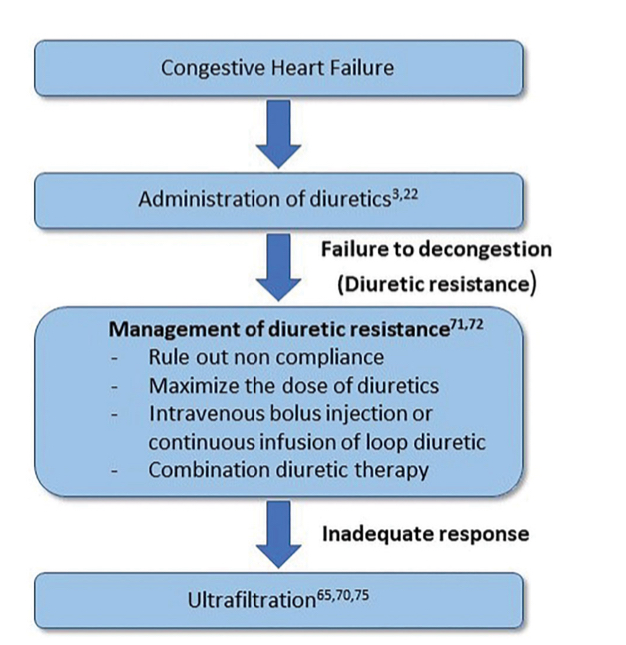 Congestive Heart Failure
Administration of diuretics3,22
Failure to decongestion
(Diuretic resistance)
Management of diuretic resistance71,72
- Rule out non compliance
- Maximize the dose of diuretics
- Intravenous bolus injection or
continuous infusion of loop diuretic
- Combination diuretic therapy
Inadequate response
Ultrafiltration65,70,75